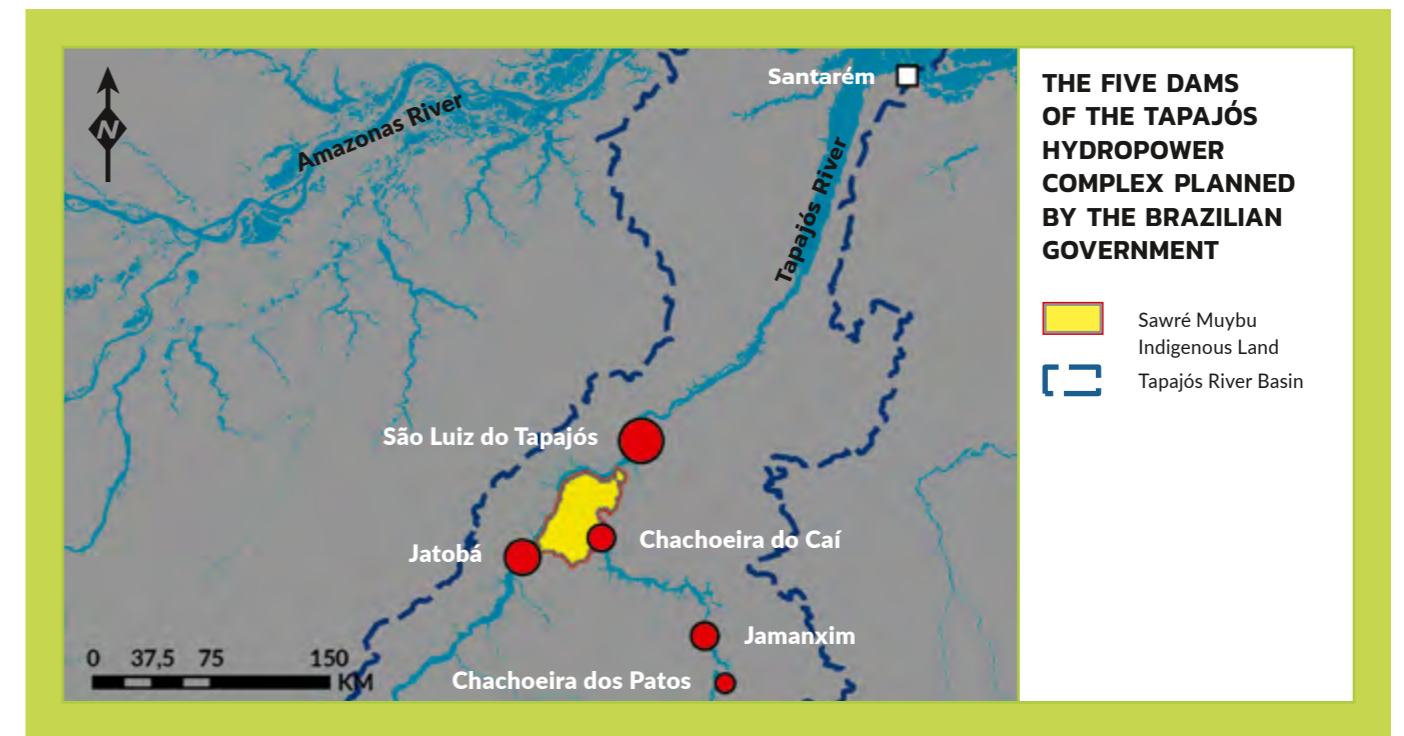 N
Amazonas River
Santarém
Tapajós River
São Luiz do Tapajós
Jatobá
Chachoeira do Caí
Jamanxim
Chachoeira dos Patos
0 37,5 75 150
KM
THE FIVE DAMS
OF THE TAPAJÓS
HYDROPOWER
COMPLEX PLANNED
BY THE BRAZILIAN
GOVERNMENT
Sawré Muybu
Indigenous Land
Tapajós River Basin